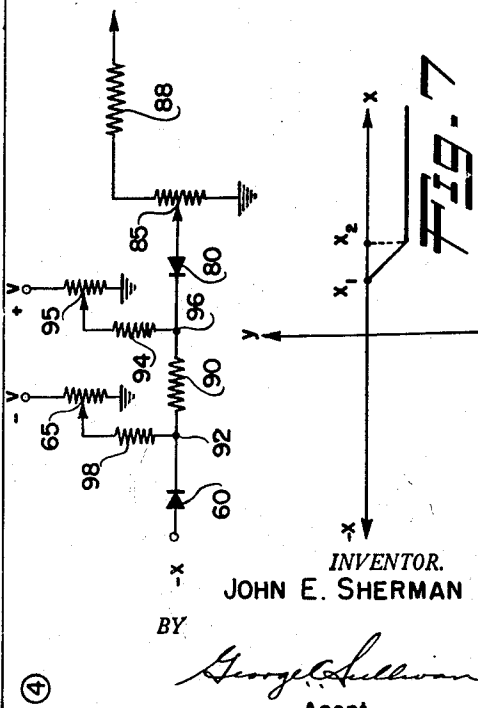 ④
-x
60
92
98
65
- V
90
94
95
+ V
96
80
85
88
y
-x
x₁
x₂
x
Fig. 7
INVENTOR.
JOHN E. SHERMAN
BY
George C. Sullivan
Agent